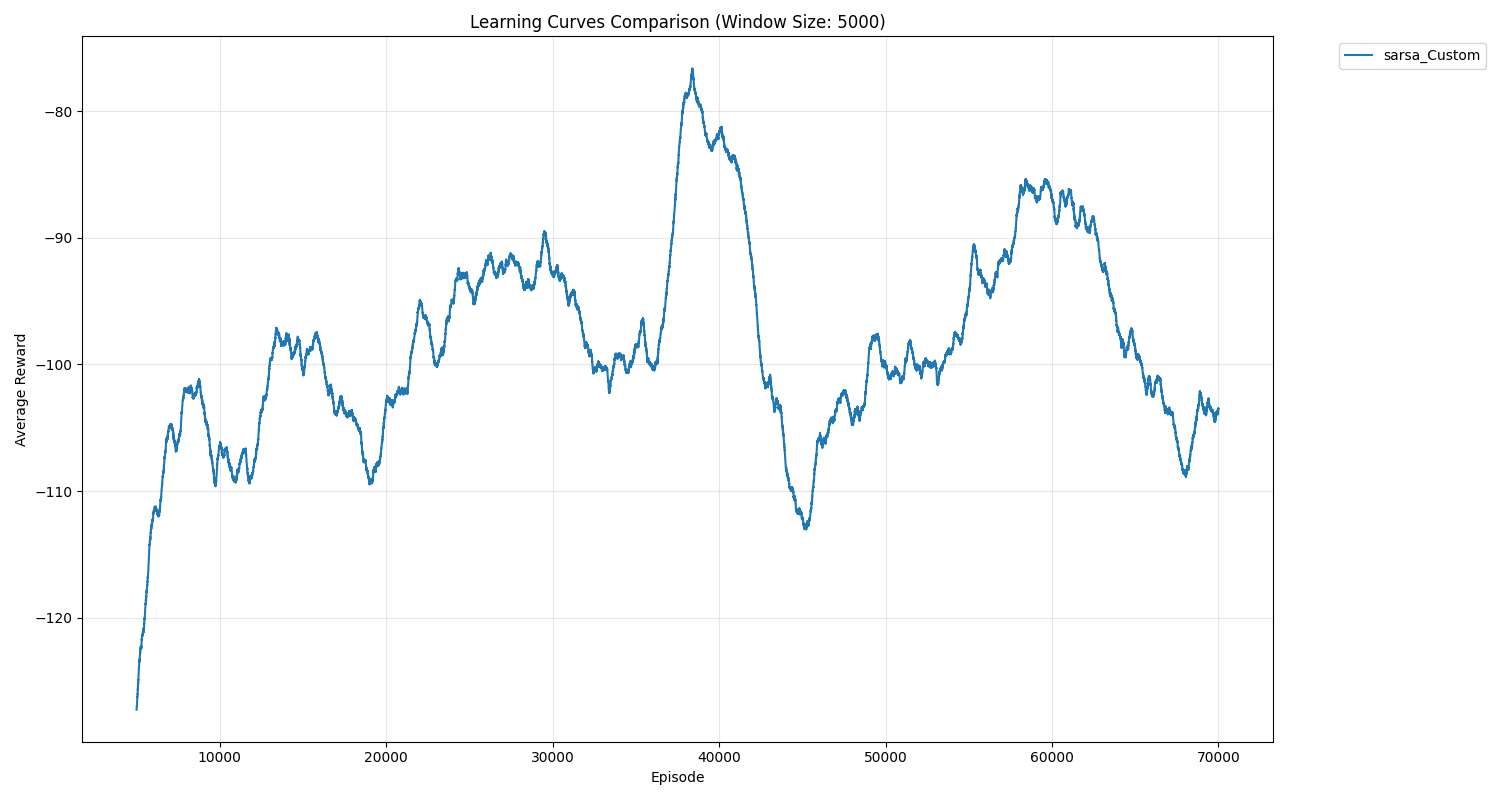 Learning Curves Comparison (Window Size: 5000)
sarsa_Custom
−80
−90
−100
−110
−120
Average Reward
10000 20000 30000 40000 50000 60000 70000
Episode